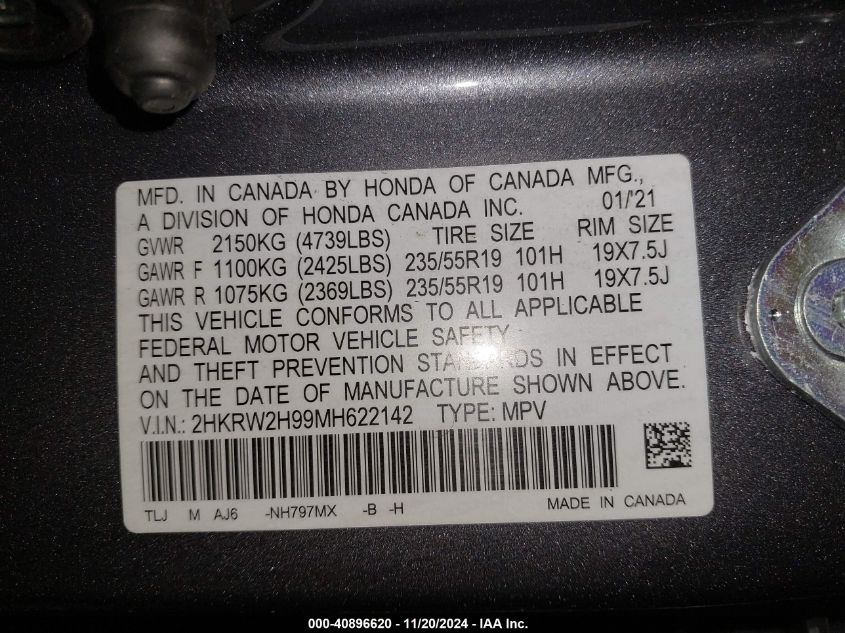 MFD. IN CANADA BY HONDA OF CANADA MFG.,
A DIVISION OF HONDA CANADA INC. 01/'21
GVWR 2150KG (4739LBS) TIRE SIZE RIM SIZE
GAWR F 1100KG (2425LBS) 235/55R19 101H 19X7.5J
GAWR R 1075KG (2369LBS) 235/55R19 101H 19X7.5J
THIS VEHICLE CONFORMS TO ALL APPLICABLE
FEDERAL MOTOR VEHICLE SAFETY
AND THEFT PREVENTION STANDARDS IN EFFECT
ON THE DATE OF MANUFACTURE SHOWN ABOVE.
V.I.N.: 2HKRW2H99MH622142 TYPE: MPV
TLJ M AJ6 -NH797MX -B -H MADE IN CANADA
000-40896620 - 11/20/2024 - IAA Inc.